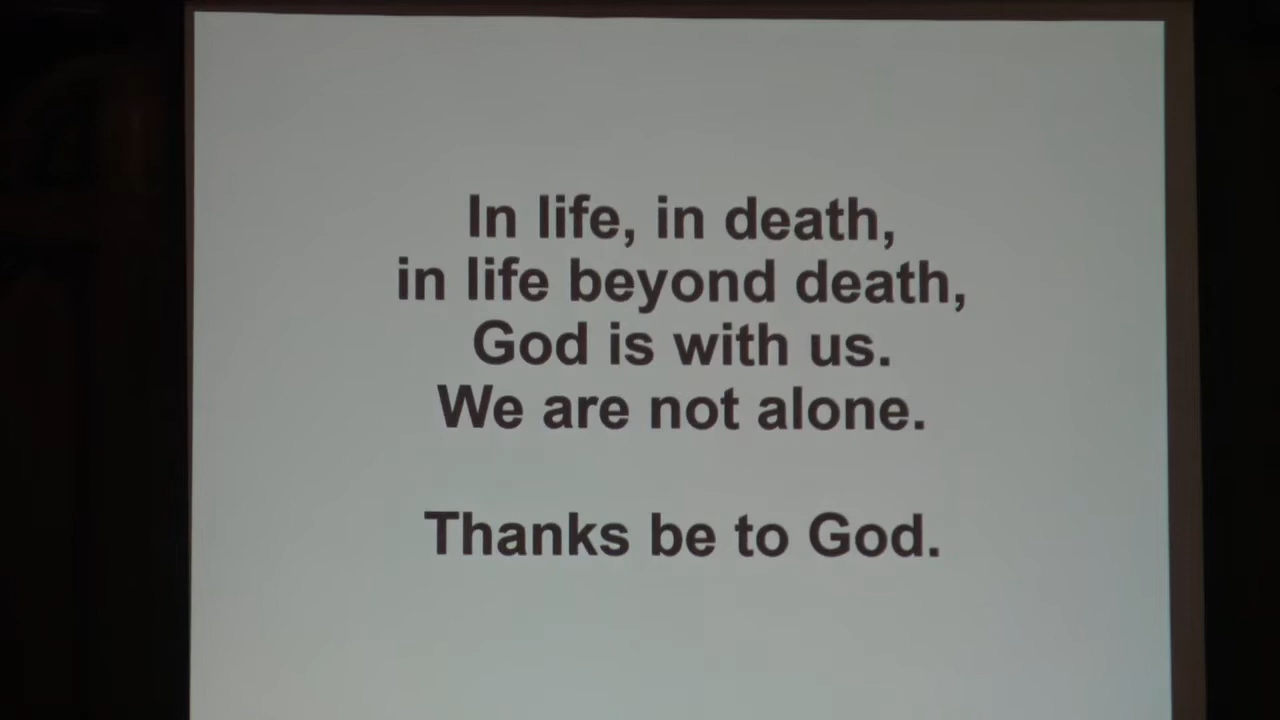 In life, in death,
in life beyond death,
God is with us.
We are not alone.
Thanks be to God.